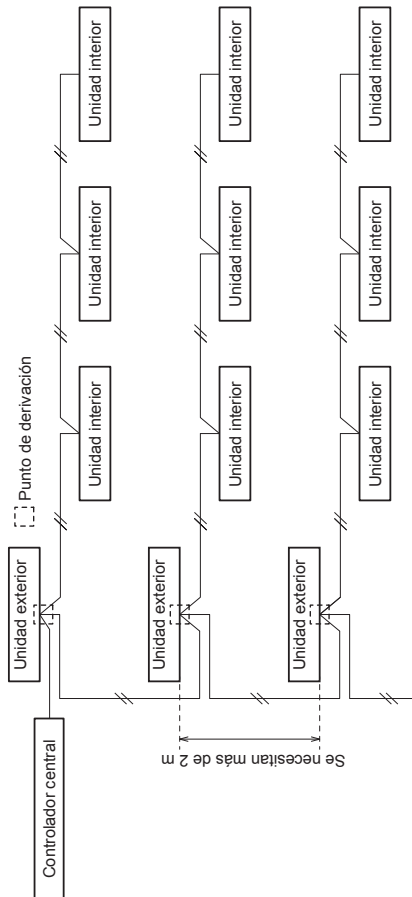 Punto de derivación
Controlador central
Unidad exterior
Unidad interior
Unidad interior
Unidad interior
Unidad exterior
Unidad interior
Unidad interior
Unidad interior
Unidad exterior
Unidad interior
Unidad interior
Unidad interior
Se necesitan más de 2 m